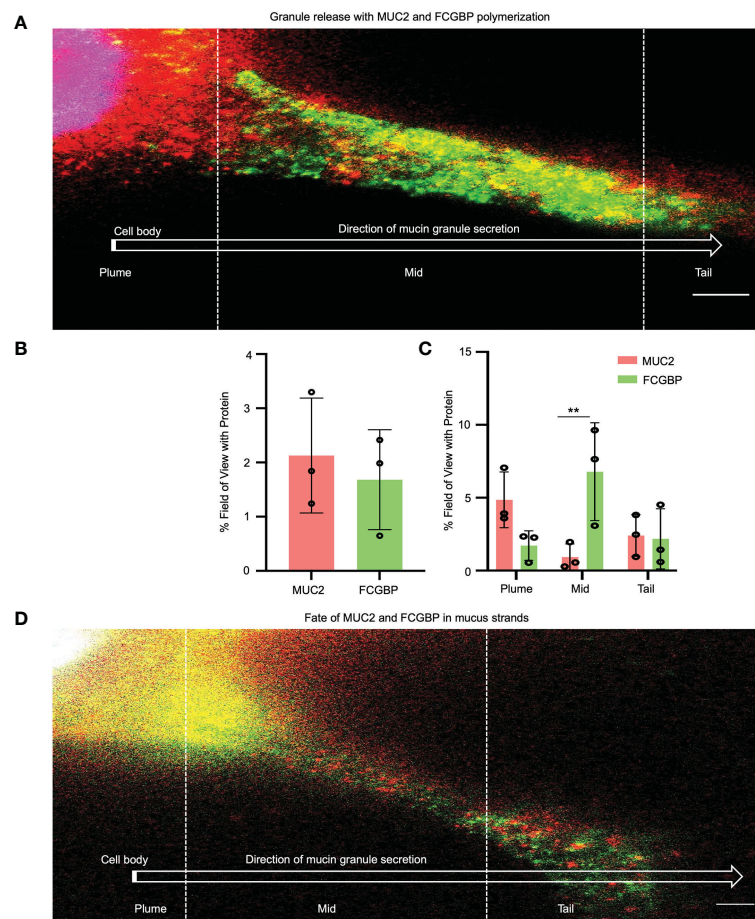 A
Granule release with MUC2 and FCGBP polymerization
Cell body
Direction of mucin granule secretion
Plume
Mid
Tail
B
% Field of View with Protein
4
3
2
1
0
MUC2
FCGBP
C
% Field of View with Protein
15
10
5
0
**
MUC2
FCGBP
Plume
Mid
Tail
D
Fate of MUC2 and FCGBP in mucus strands
Cell body
Direction of mucin granule secretion
Plume
Mid
Tail